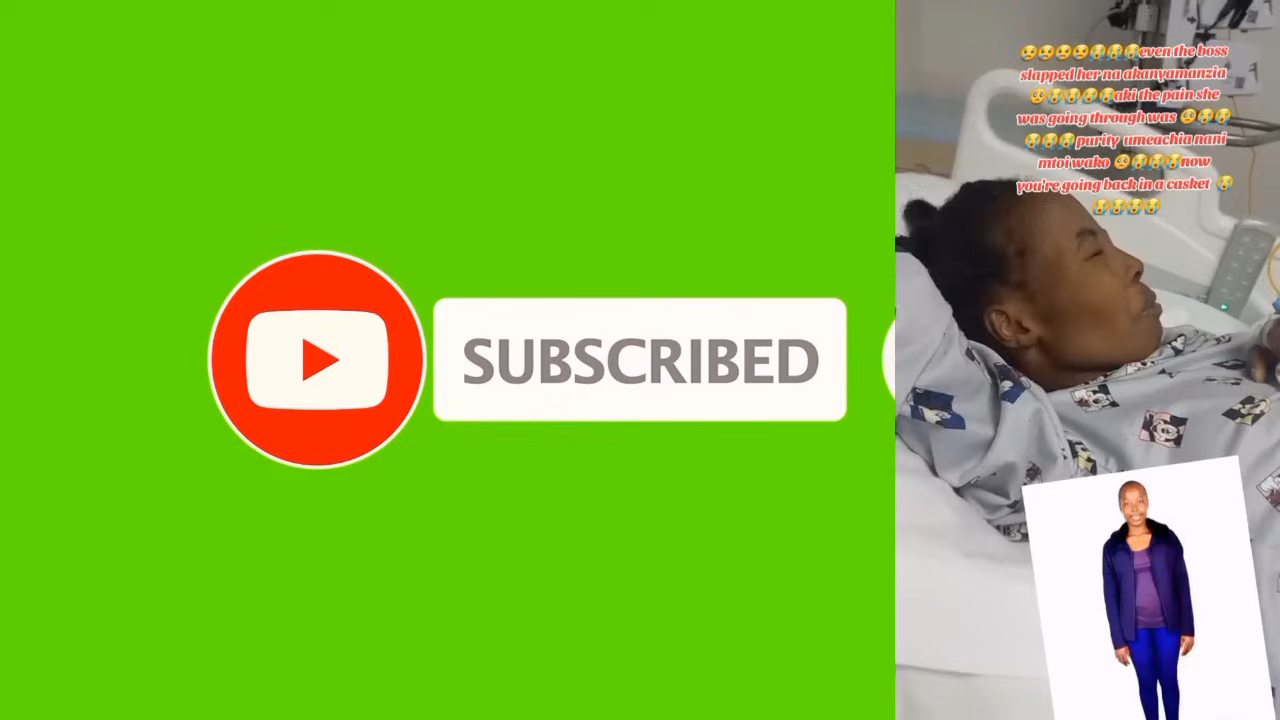 SUBSCRIBED
😢😢😢😢😭😭😭even the boss
slapped her na akanyamanzia
🥺😭😭😭😭aki the pain she
was going through was 🥺😭😭
😭😭😭purity umeachia nani
mtoi wako 🥺😭😭😭now
you're going back in a casket 😭
😭😭😭😭